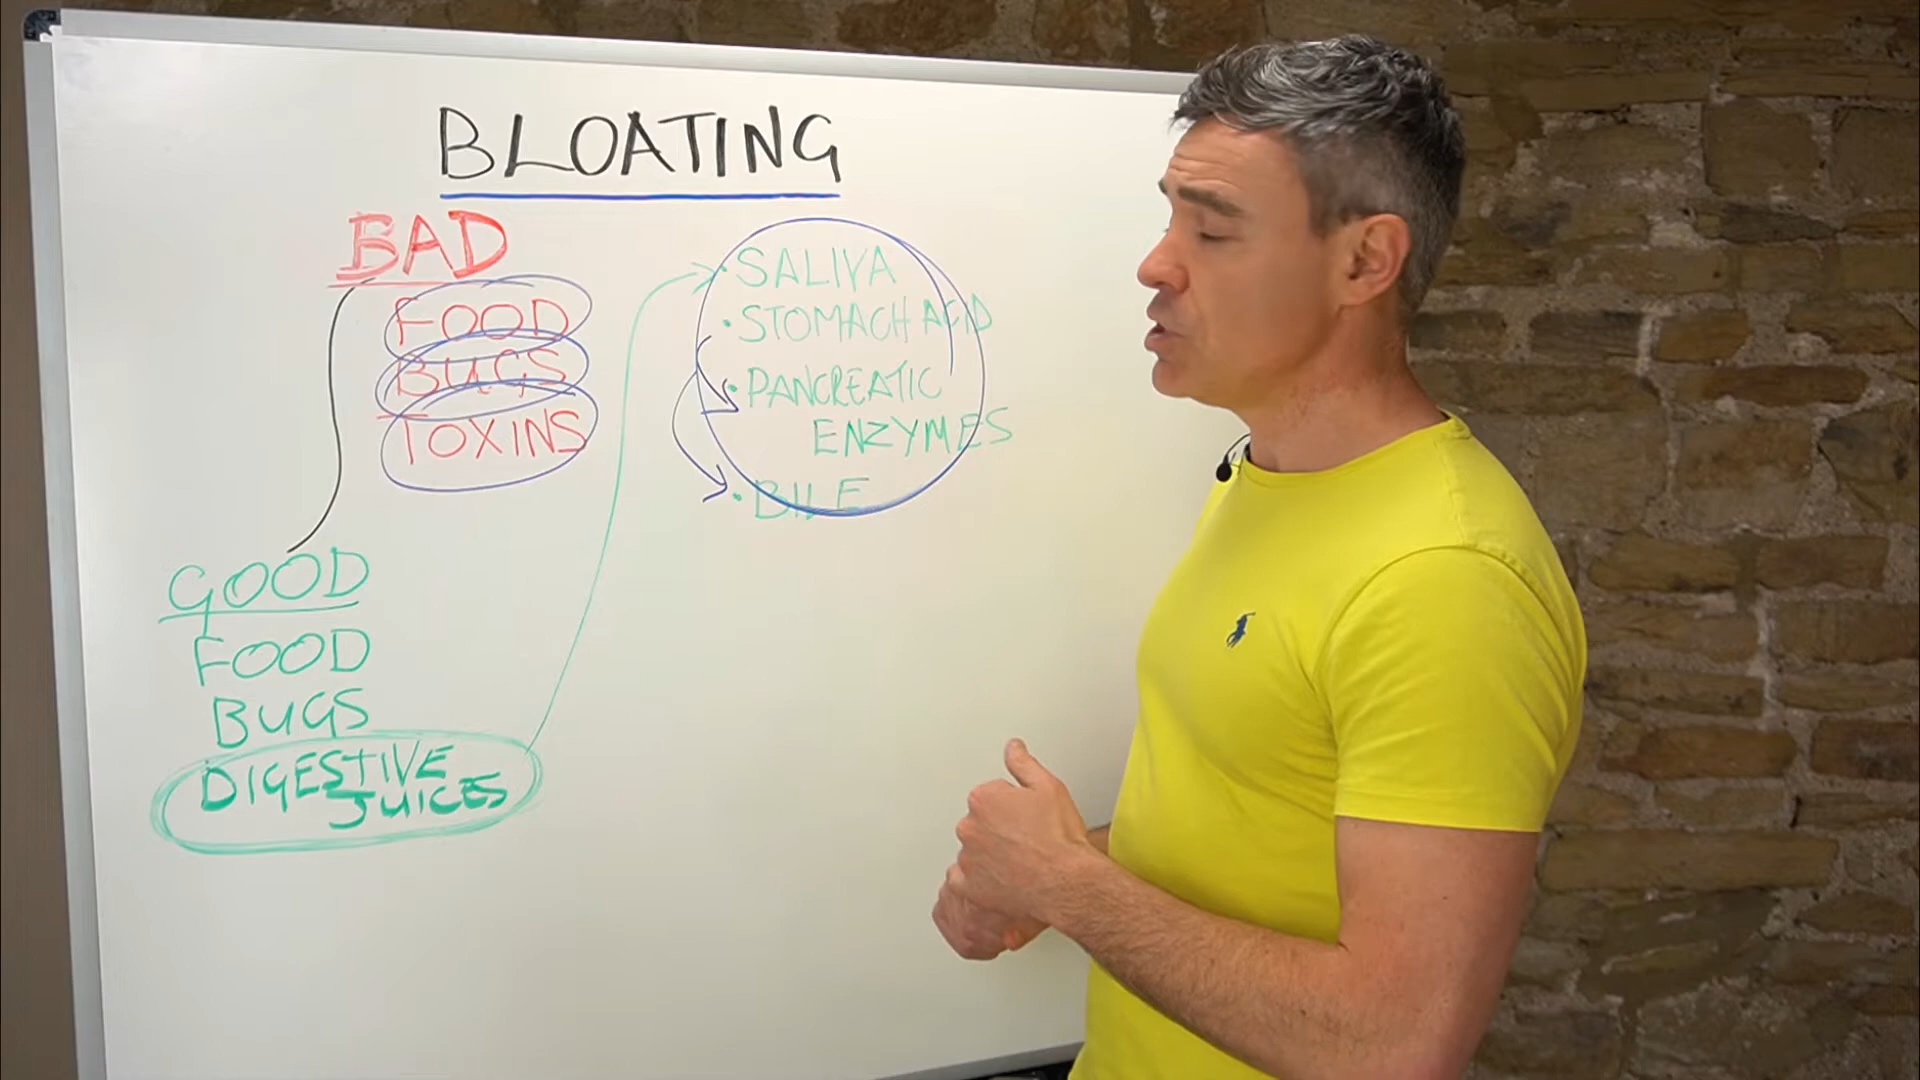 BLOATING
BAD
FOOD
BUGS
TOXINS
GOOD
FOOD
BUGS
DIGESTIVE
JUICES
• SALIVA
• STOMACH ACID
• PANCREATIC
ENZYMES
• BILE